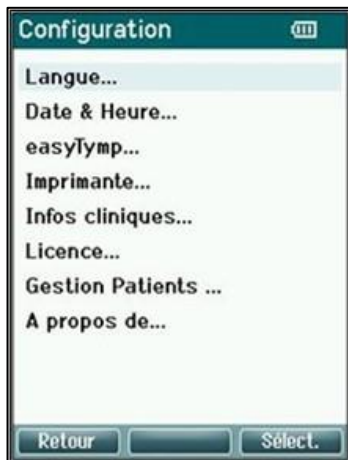 Configuration
Langue...
Date & Heure...
easyTymp...
Imprimante...
Infos cliniques...
Licence...
Gestion Patients ...
A propos de...
Retour
Sélect.